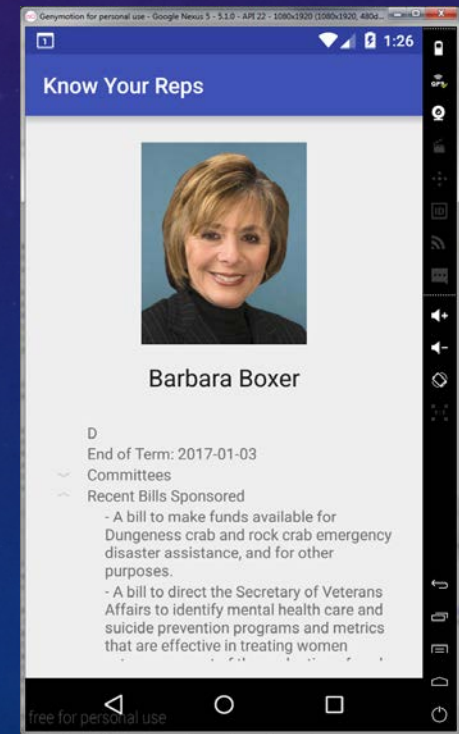 Genymotion for personal use - Google Nexus 5 - 5.1.0 - API 22 - 1080x1920 (1080x1920, 480d...
1
1:26
GPS
Know Your Reps
ID
Barbara Boxer
D
End of Term: 2017-01-03
Committees
Recent Bills Sponsored
- A bill to make funds available for
Dungeness crab and rock crab emergency
disaster assistance, and for other
purposes.
- A bill to direct the Secretary of Veterans
Affairs to identify mental health care and
suicide prevention programs and metrics
that are effective in treating women
free for personal use